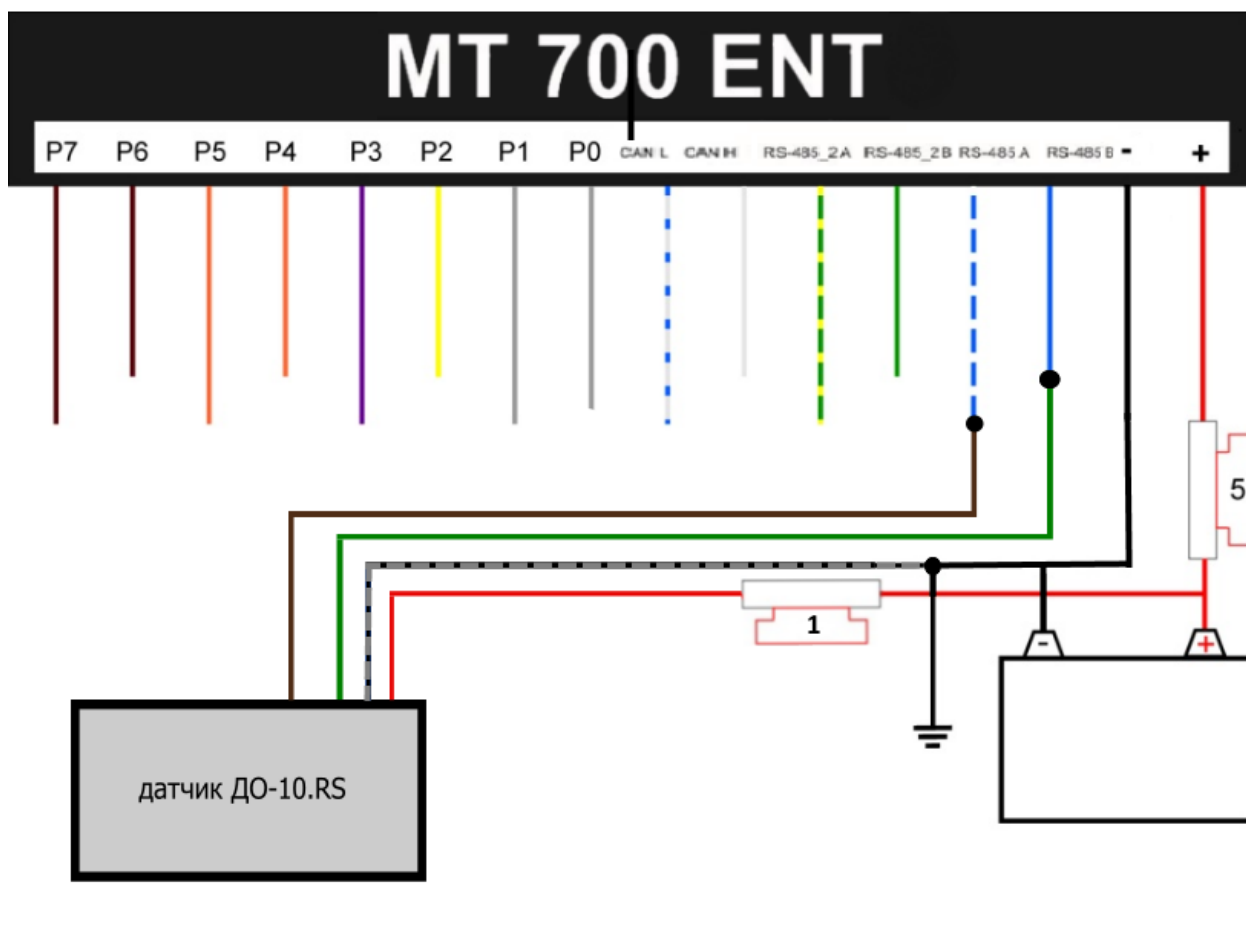 MT 700 ENT
P7 P6 P5 P4 P3 P2 P1 P0 CAN L CAN H RS-485_2A RS-485_2B RS-485 A RS-485 B - +
5
1
- +
датчик ДО-10.RS